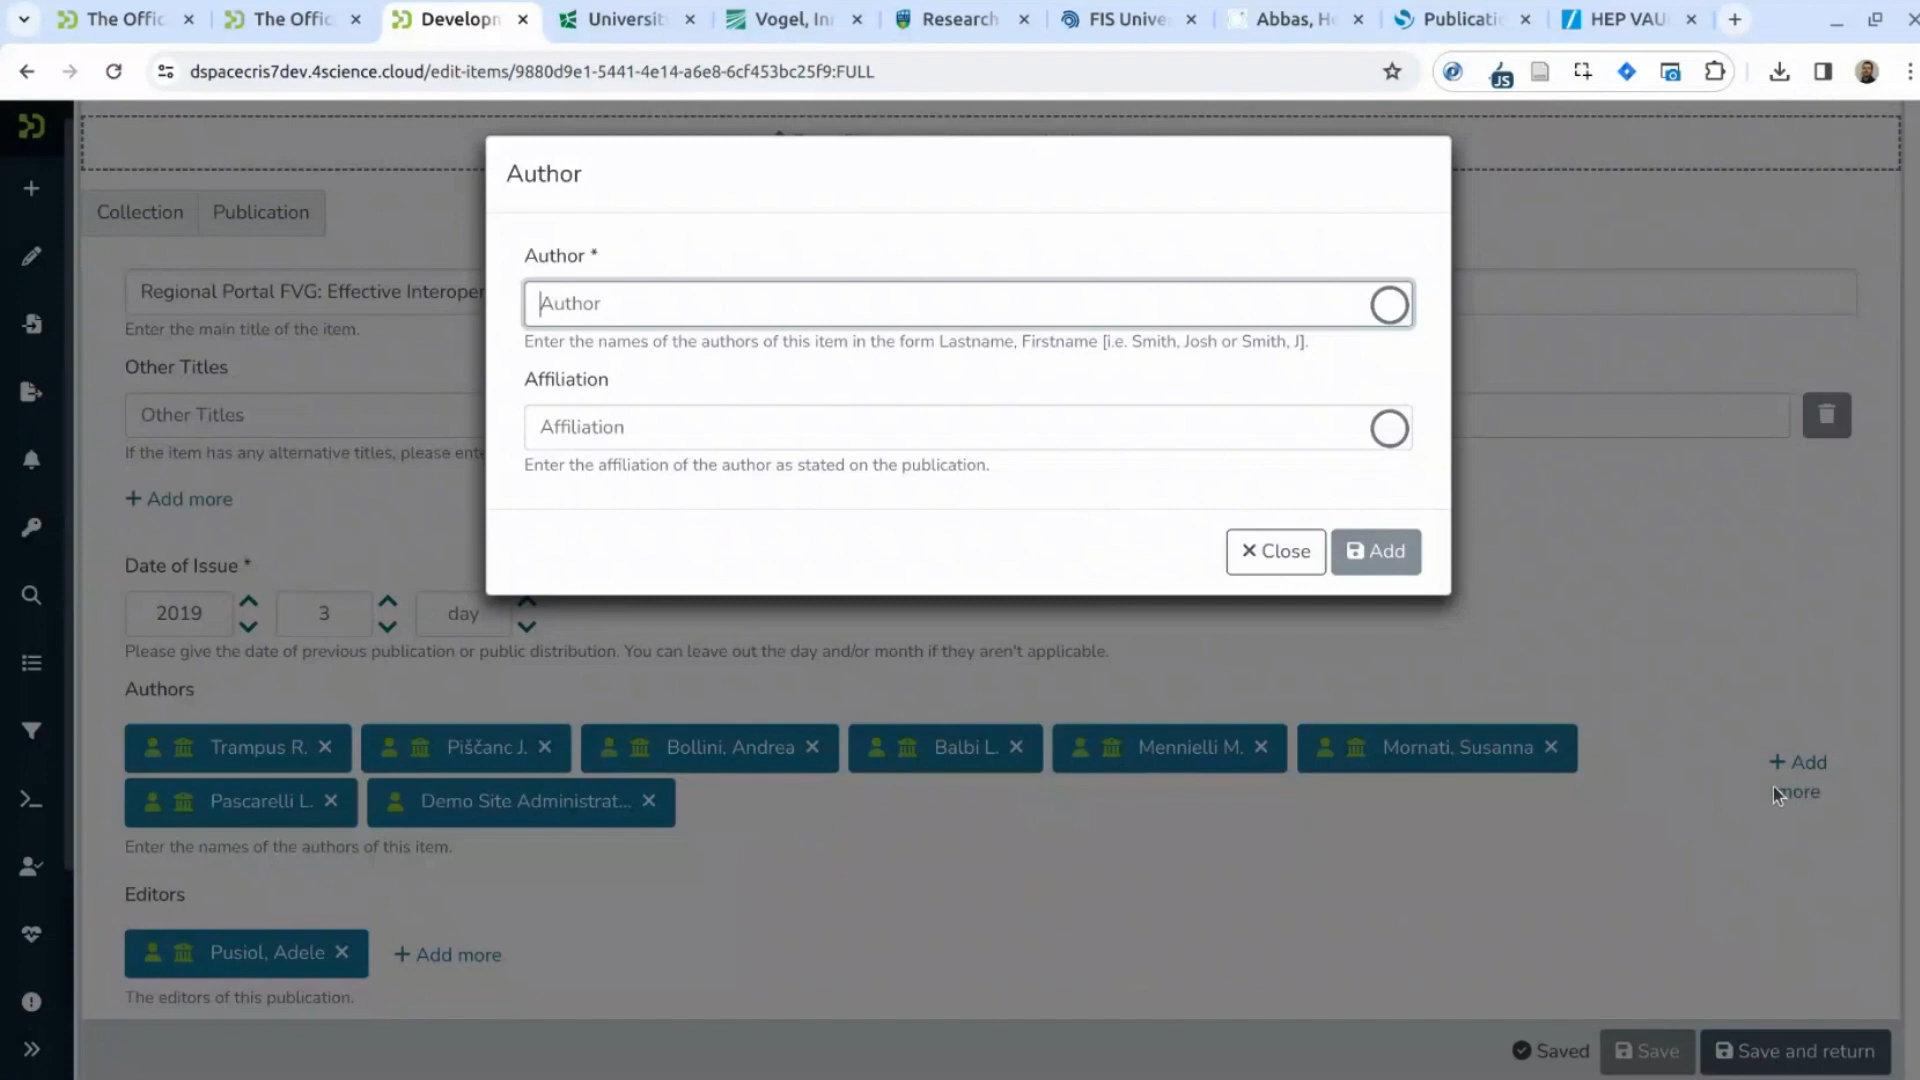 The Offic
The Offic
Developn
Universit
Vogel, Inr
Research
FIS Unive
Abbas, He
Publicatio
HEP VAU
dspacecris7dev.4science.cloud/edit-items/9880d9e1-5441-4e14-a6e8-6cf453bc25f9:FULL
JS
Author
Collection
Publication
Author *
Author
Regional Portal FVG: Effective Interoper
Enter the main title of the item.
Enter the names of the authors of this item in the form Lastname, Firstname [i.e. Smith, Josh or Smith, J].
Other Titles
Affiliation
Other Titles
Affiliation
If the item has any alternative titles, please ente
Enter the affiliation of the author as stated on the publication.
+ Add more
Close
Add
Date of Issue *
2019
3
day
Please give the date of previous publication or public distribution. You can leave out the day and/or month if they aren't applicable.
Authors
Trampus R.
Piščanc J.
Bollini, Andrea
Balbi L.
Mennielli M.
Mornati, Susanna
+ Add
more
Pascarelli L.
Demo Site Administrat...
Enter the names of the authors of this item.
Editors
Pusiol, Adele
+ Add more
The editors of this publication.
Saved
Save
Save and return